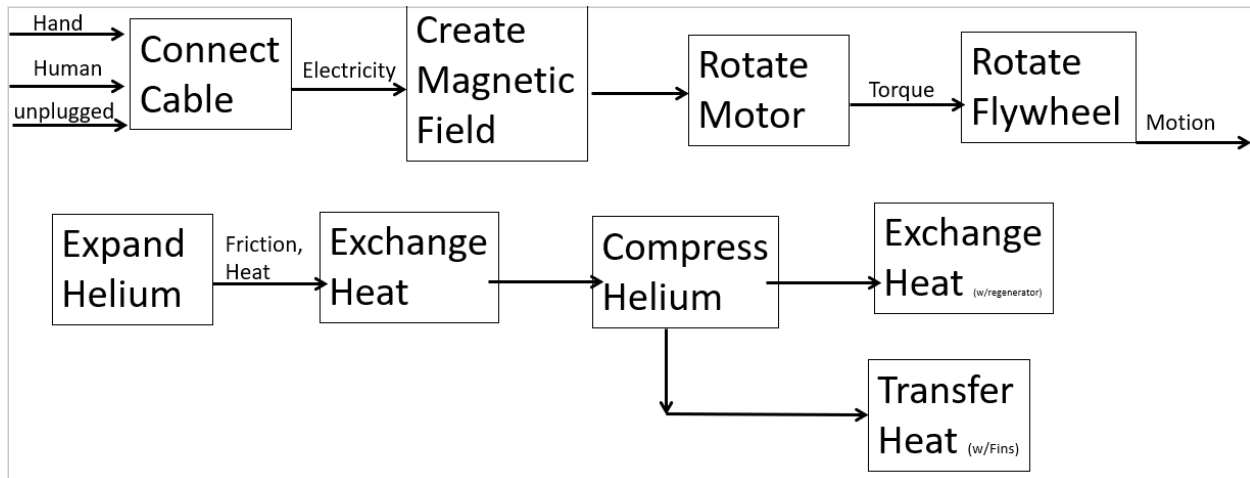 Hand
Human
unplugged
Connect
Cable
Electricity
Create
Magnetic
Field
Rotate
Motor
Torque
Rotate
Flywheel
Motion
Expand
Helium
Friction,
Heat
Exchange
Heat
Compress
Helium
Exchange
Heat (w/regenerator)
Transfer
Heat (w/Fins)